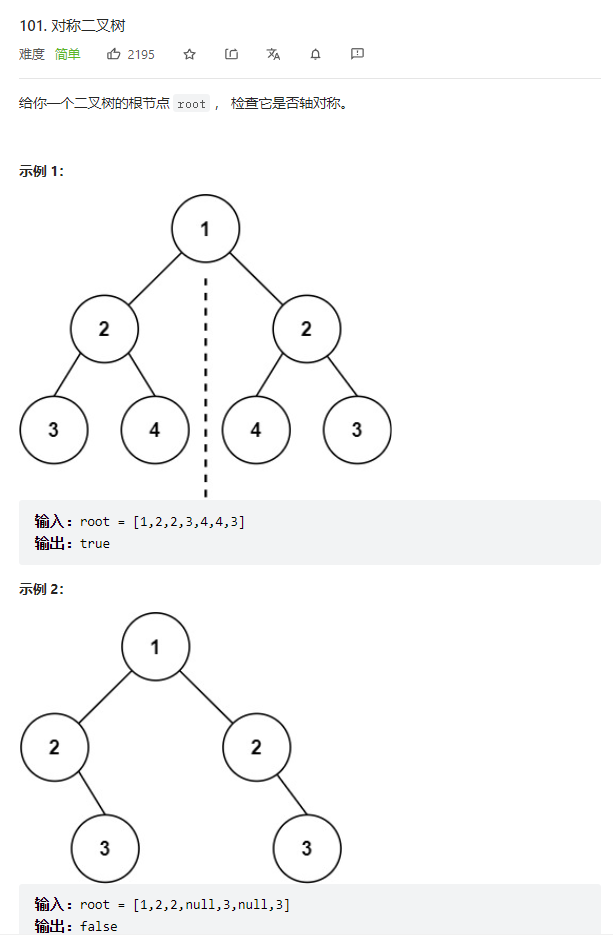 101. 对称二叉树
难度 简单 2195
给你一个二叉树的根节点 root ， 检查它是否轴对称。
示例 1：
1
2 2
3 4 4 3
输入：root = [1,2,2,3,4,4,3]
输出：true
示例 2：
1
2 2
3 3
输入：root = [1,2,2,null,3,null,3]
输出：false